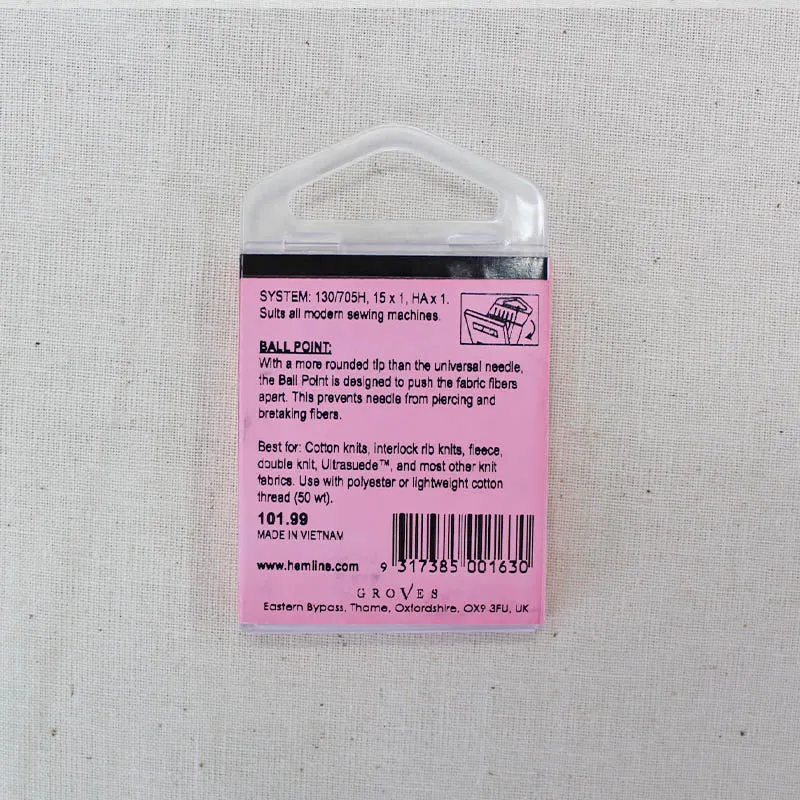 SYSTEM: 130/705H, 15 x 1, HA x 1.
Suits all modern sewing machines.
BALL POINT:
With a more rounded tip than the universal needle,
the Ball Point is designed to push the fabric fibers
apart. This prevents needle from piercing and
bretaking fibers.
Best for: Cotton knits, interlock rib knits, fleece,
double knit, Ultrasuede™, and most other knit
fabrics. Use with polyester or lightweight cotton
thread (50 wt).
101.99
MADE IN VIETNAM
www.hemline.com
9 317385 001630
GROVES
Eastern Bypass, Thame, Oxfordshire, OX9 3FU, UK